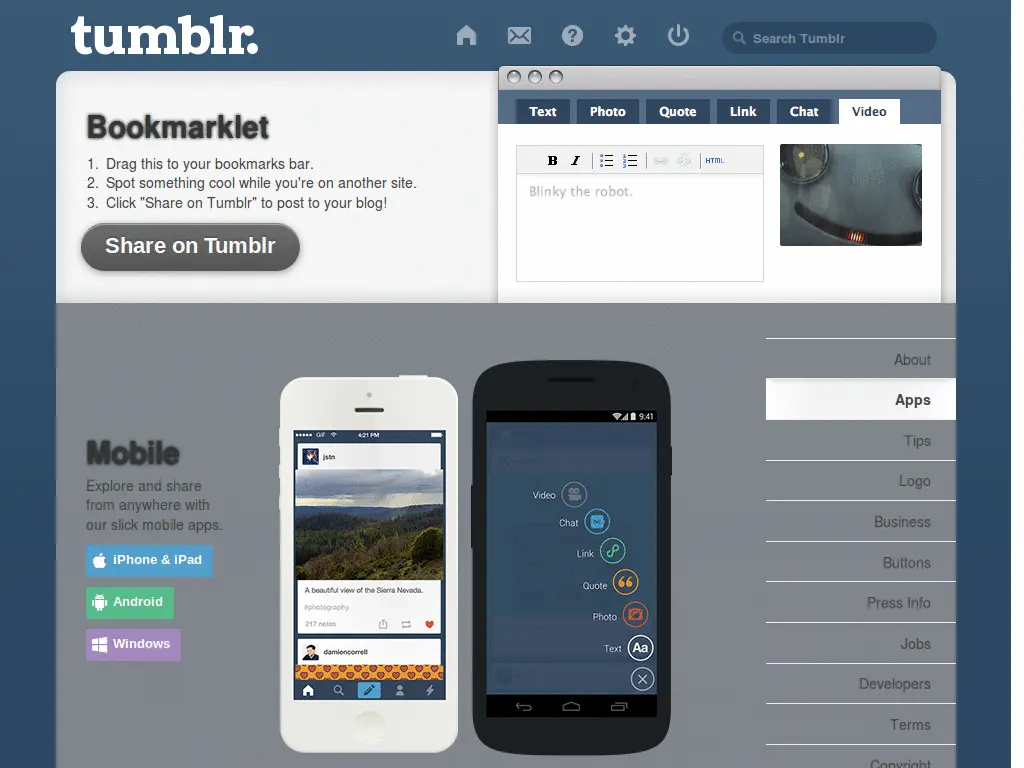 tumblr.
Search Tumblr
Bookmarklet
1. Drag this to your bookmarks bar.
2. Spot something cool while you're on another site.
3. Click "Share on Tumblr" to post to your blog!
Share on Tumblr
Text Photo Quote Link Chat Video
B I HTML
Blinky the robot.
Mobile
Explore and share
from anywhere with
our slick mobile apps.
iPhone & iPad
Android
Windows
GIF 4:21 PM
jstn
A beautiful view of the Sierra Nevada.
#photography
217 notes
damiencorrell
9:41
Video
Chat
Link
Quote
Photo
Text Aa
About
Apps
Tips
Logo
Business
Buttons
Press Info
Jobs
Developers
Terms
Copyright